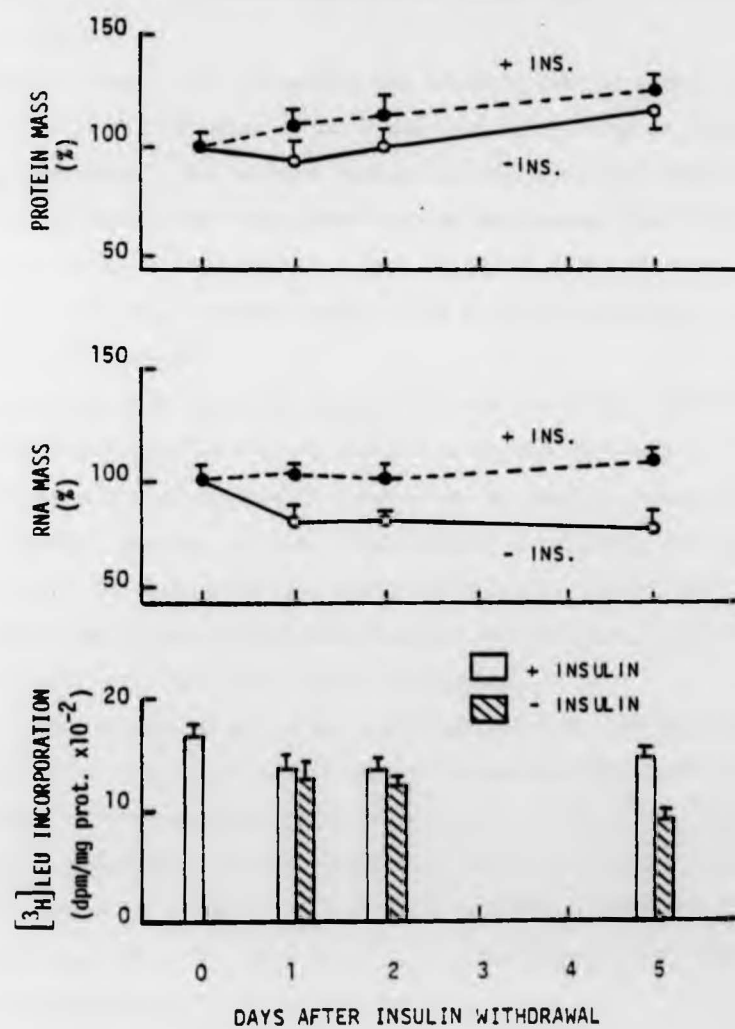 150
100
50
PROTEIN MASS
(%)
+ INS.
-INS.
150
100
50
RNA MASS
(%)
+ INS.
- INS.
20
10
0
[³H]LEU INCORPORATION
(dpm/mg prot. x10⁻²)
+ INSULIN
- INSULIN
0 1 2 3 4 5
DAYS AFTER INSULIN WITHDRAWAL